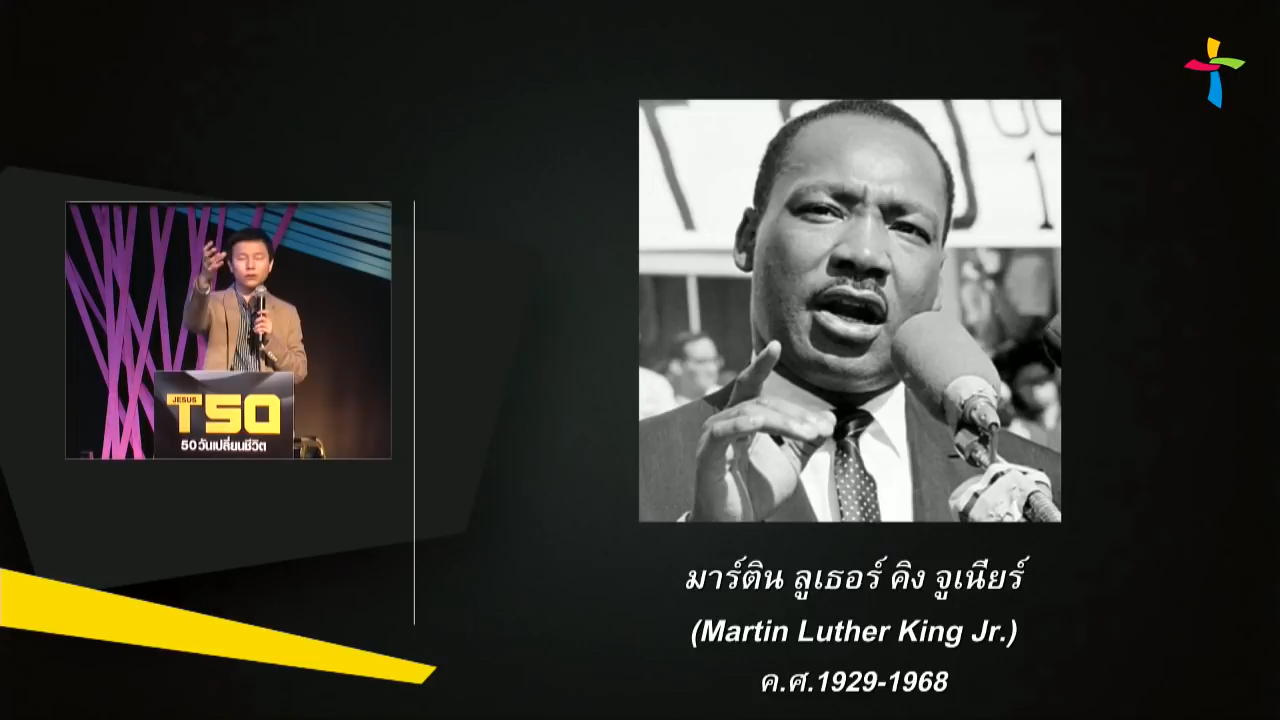 JESUS
T50
50 วันเปลี่ยนชีวิต
มาร์ติน ลูเธอร์ คิง จูเนียร์
(Martin Luther King Jr.)
ค.ศ.1929-1968